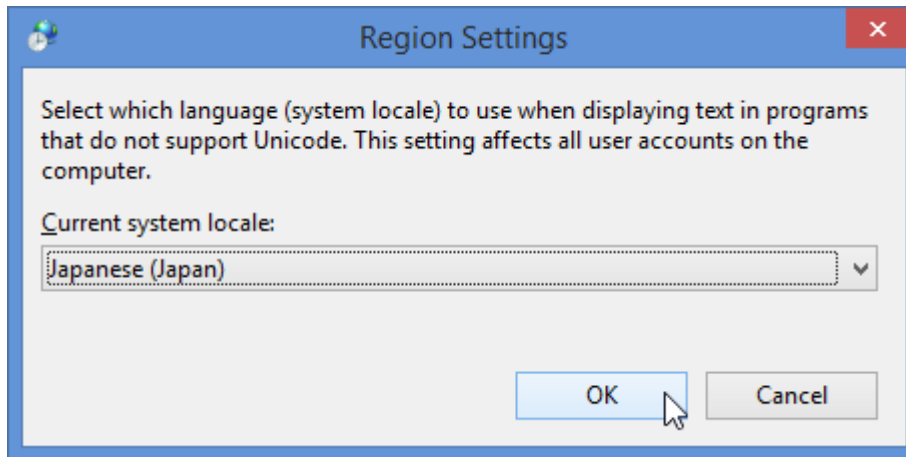 Region Settings
Select which language (system locale) to use when displaying text in programs
that do not support Unicode. This setting affects all user accounts on the
computer.
Current system locale:
Japanese (Japan)
OK
Cancel